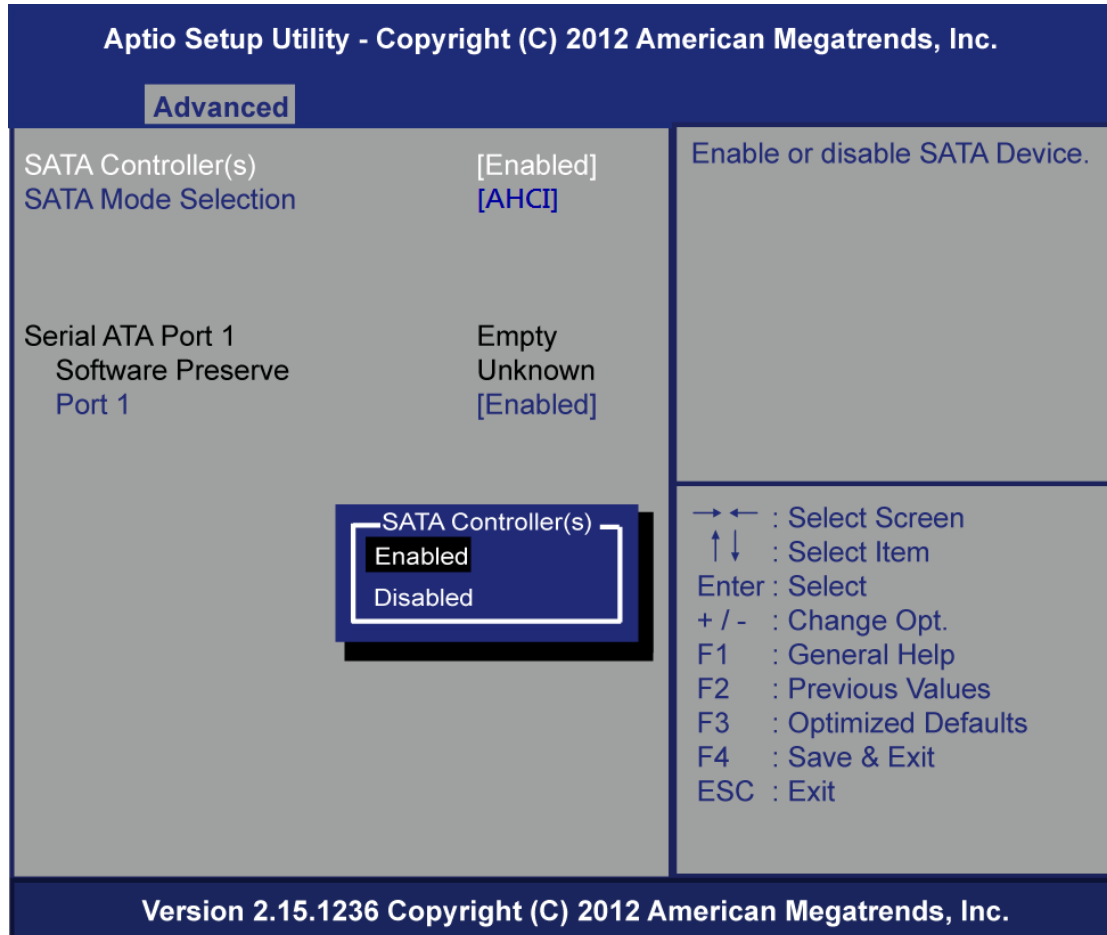 Aptio Setup Utility - Copyright (C) 2012 American Megatrends, Inc.
Advanced
SATA Controller(s) [Enabled]
SATA Mode Selection [AHCI]
Serial ATA Port 1 Empty
Software Preserve Unknown
Port 1 [Enabled]
SATA Controller(s)
Enabled
Disabled
Enable or disable SATA Device.
→ ← : Select Screen
↑↓ : Select Item
Enter : Select
+ / - : Change Opt.
F1 : General Help
F2 : Previous Values
F3 : Optimized Defaults
F4 : Save & Exit
ESC : Exit
Version 2.15.1236 Copyright (C) 2012 American Megatrends, Inc.